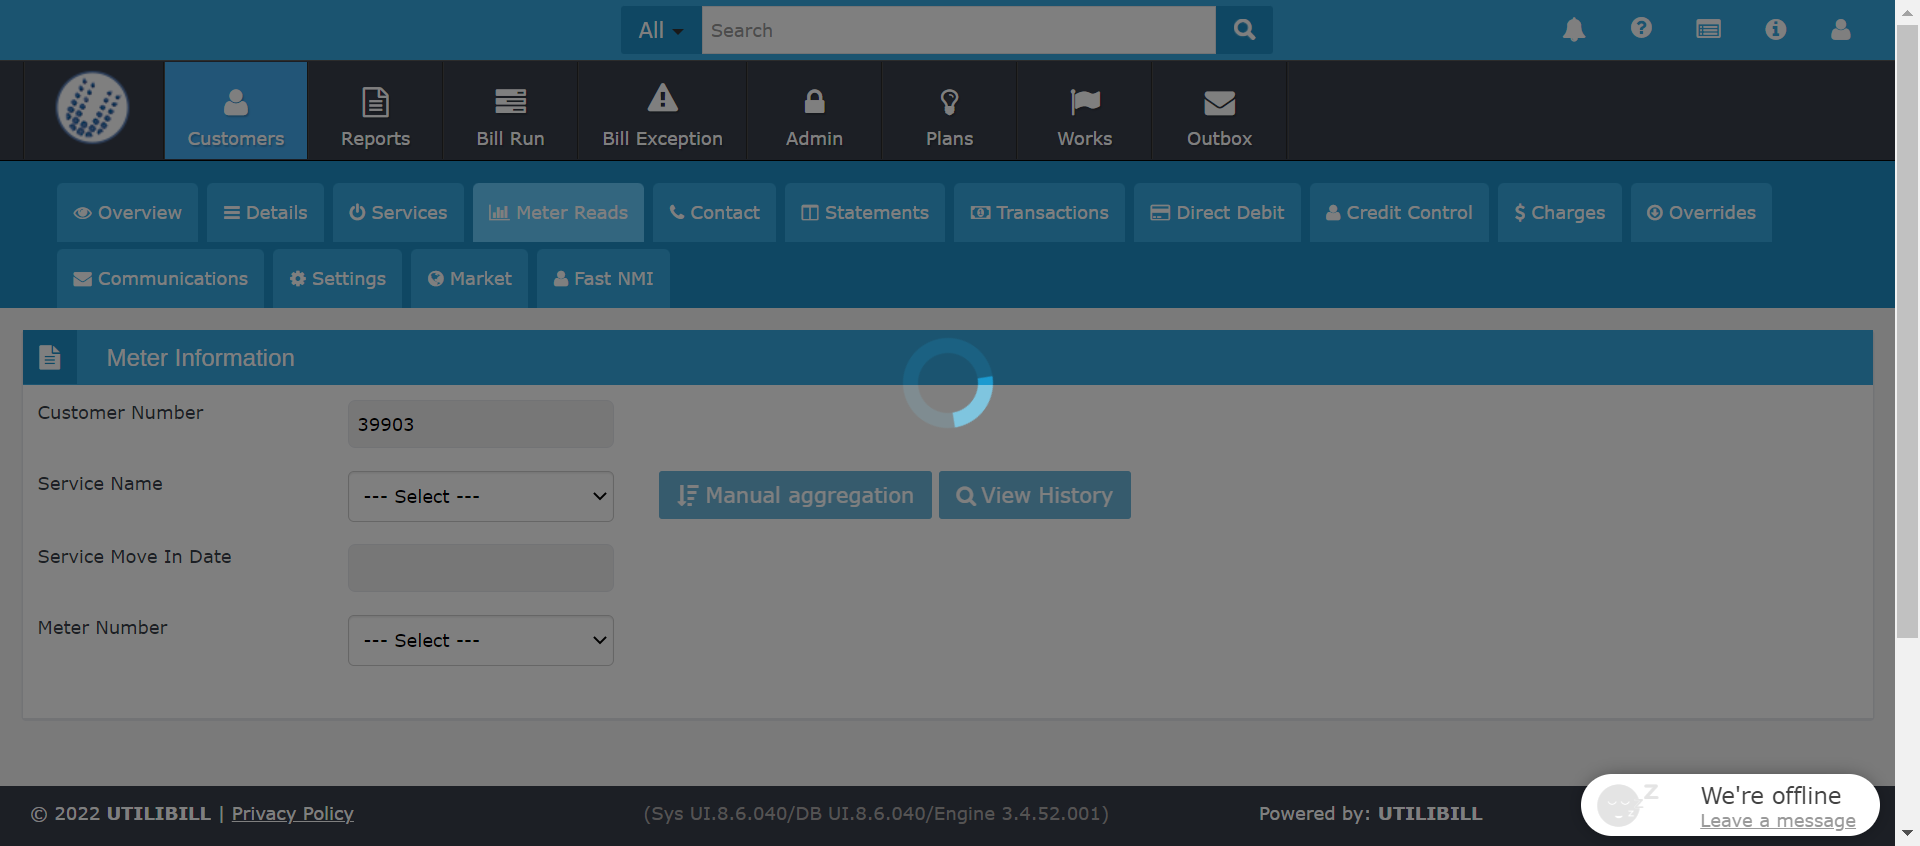 All
Search
Customers
Reports
Bill Run
Bill Exception
Admin
Plans
Works
Outbox
Overview
Details
Services
Meter Reads
Contact
Statements
Transactions
Direct Debit
Credit Control
Charges
Overrides
Communications
Settings
Market
Fast NMI
Meter Information
Customer Number
39903
Service Name
--- Select ---
Manual aggregation
View History
Service Move In Date
Meter Number
--- Select ---
© 2022 UTILIBILL | Privacy Policy
(Sys UI.8.6.040/DB UI.8.6.040/Engine 3.4.52.001)
Powered by: UTILIBILL
We're offline
Leave a message